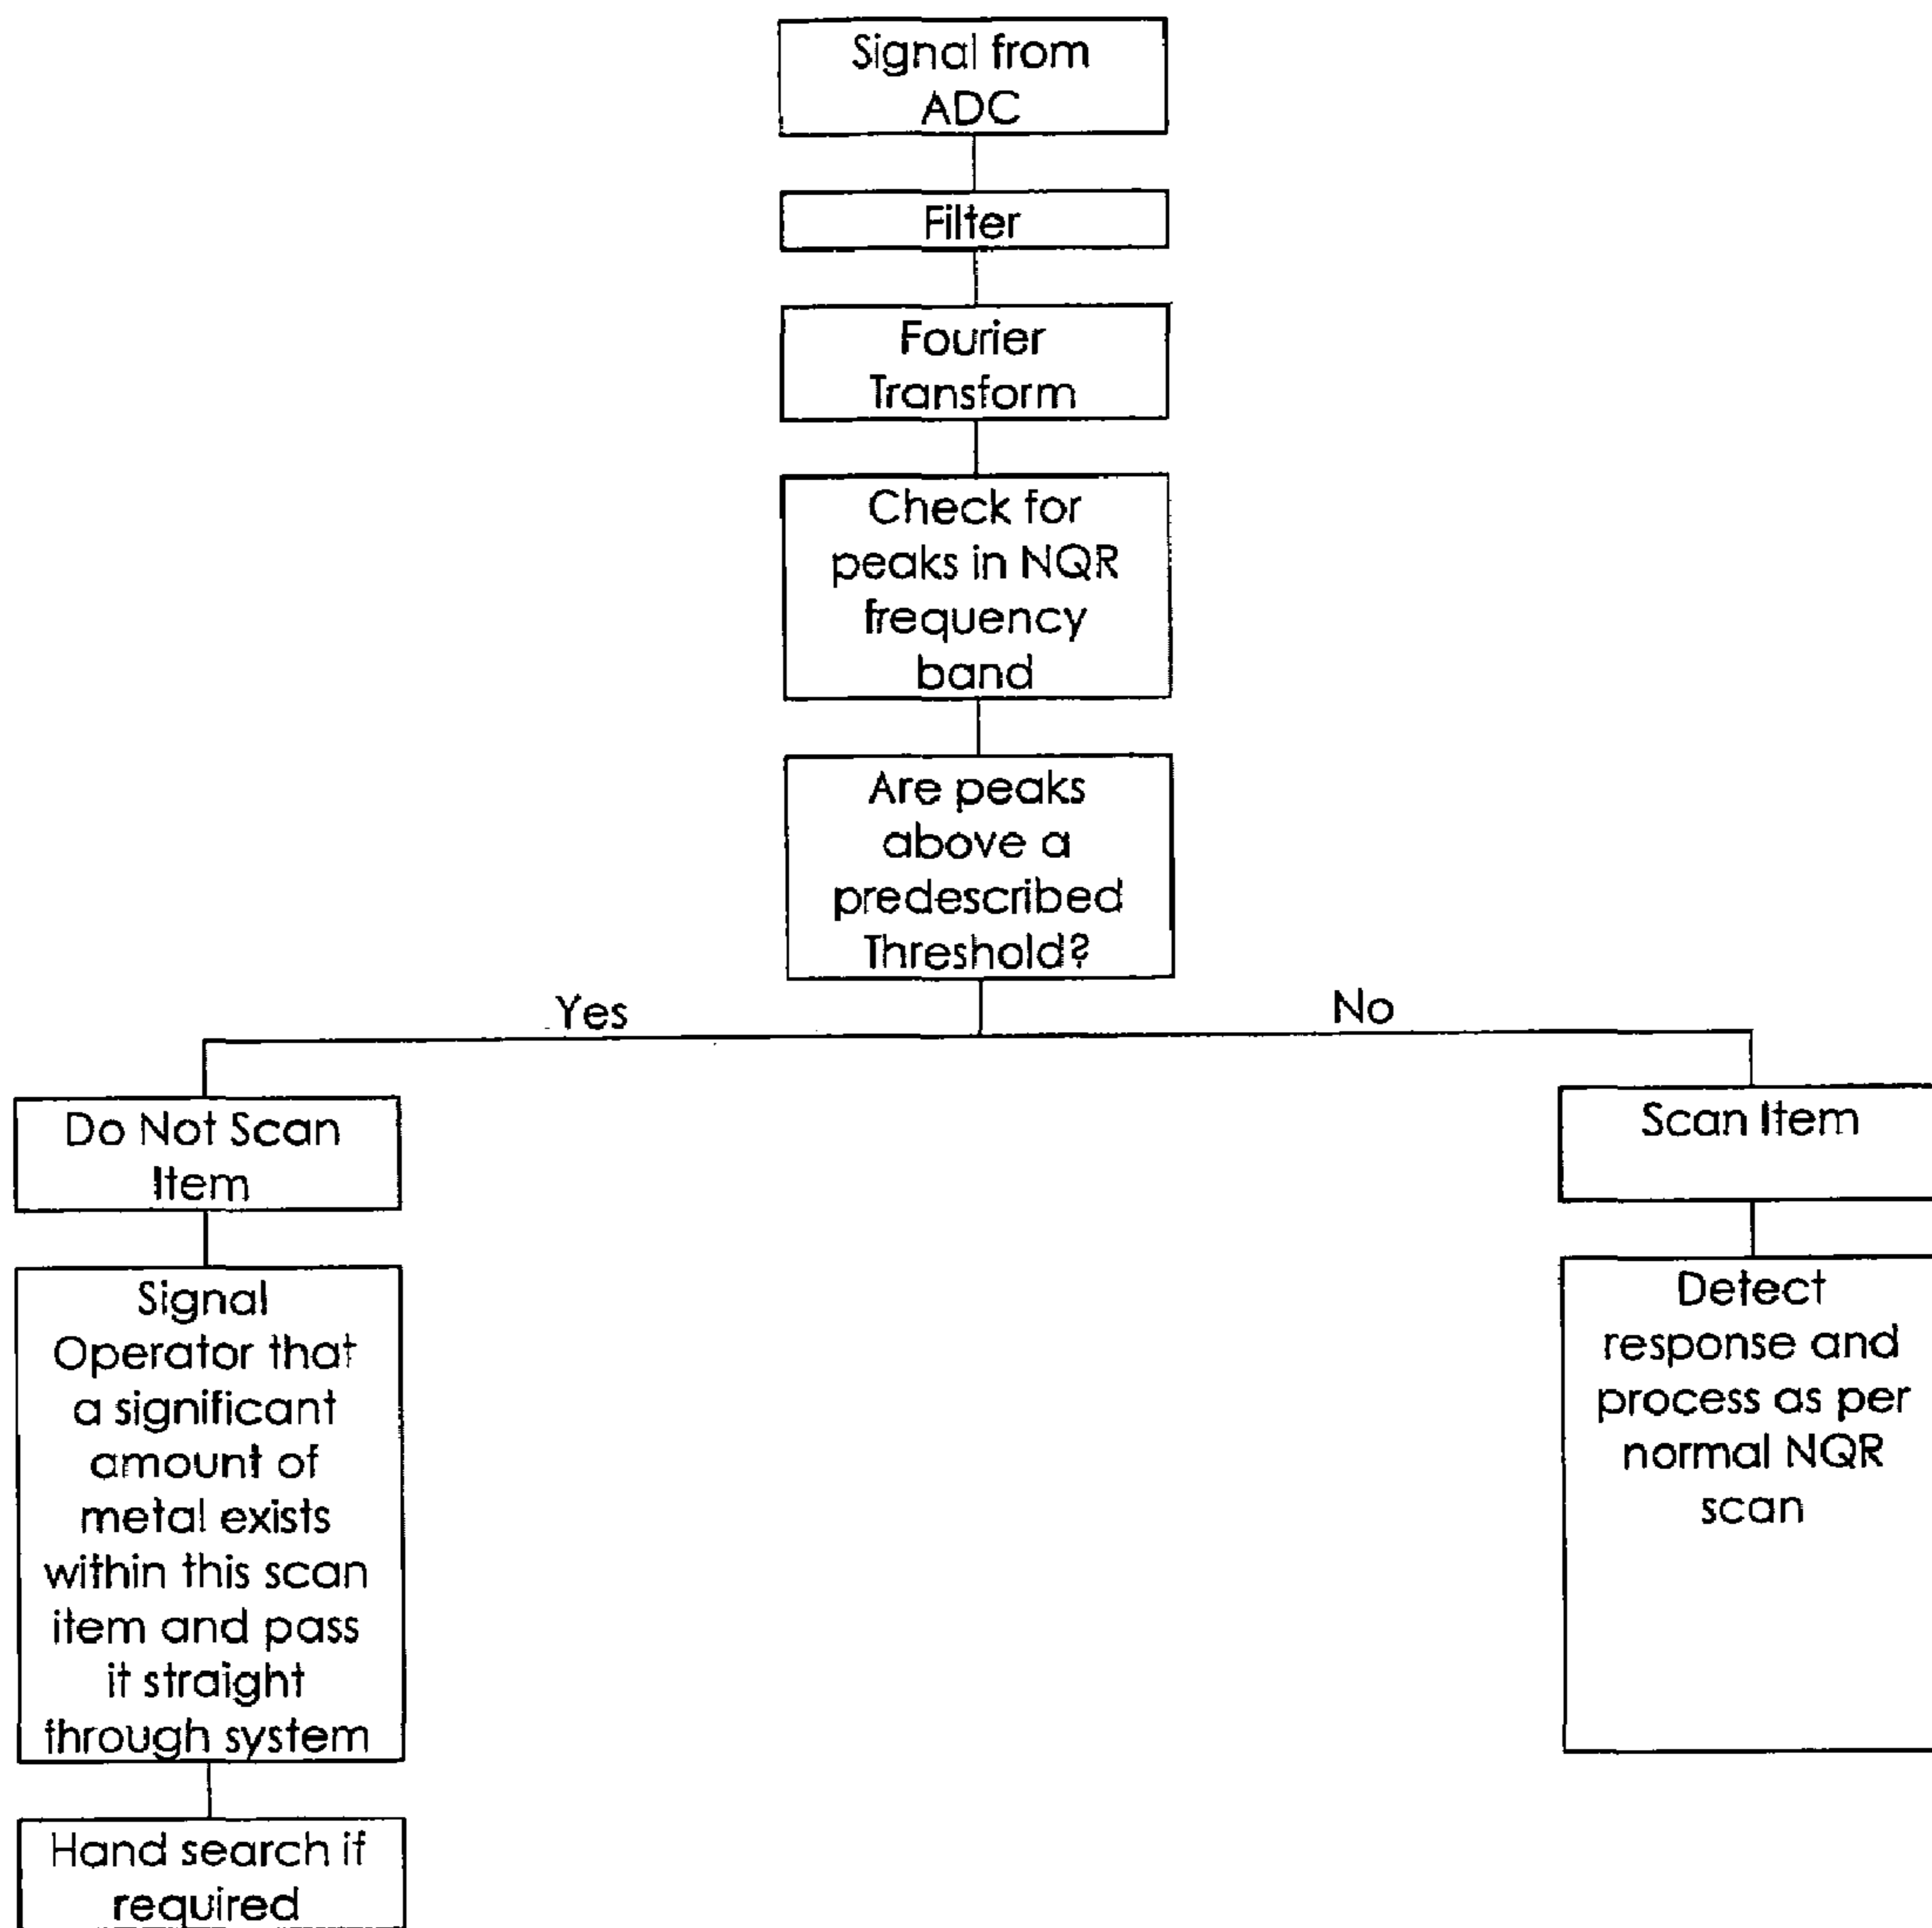 Signal from
ADC
Filter
Fourier
Transform
Check for
peaks in NQR
frequency
band
Are peaks
above a
predescribed
Threshold?
Yes
No
Do Not Scan
Item
Signal
Operator that
a significant
amount of
metal exists
within this scan
item and pass
it straight
through system
Hand search if
required
Scan Item
Detect
response and
process as per
normal NQR
scan